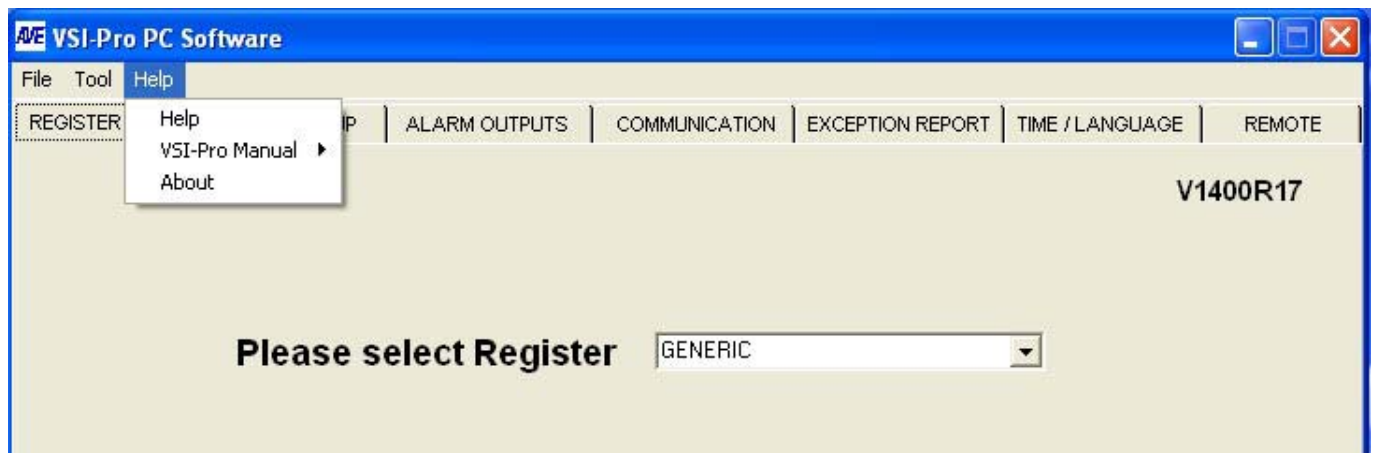 AVE VSI-Pro PC Software
File Tool Help
REGISTER ALARM OUTPUTS COMMUNICATION EXCEPTION REPORT TIME / LANGUAGE REMOTE
Help
VSI-Pro Manual
About
V1400R17
Please select Register GENERIC